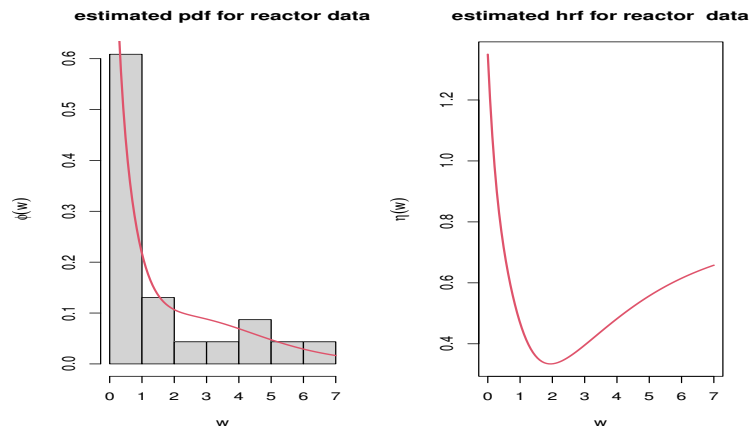 estimated pdf for reactor data
ϕ(w)
0.0 0.1 0.2 0.3 0.4 0.5 0.6
0 1 2 3 4 5 6 7
w
estimated hrf for reactor data
η(w)
0.4 0.6 0.8 1.0 1.2
0 1 2 3 4 5 6 7
w